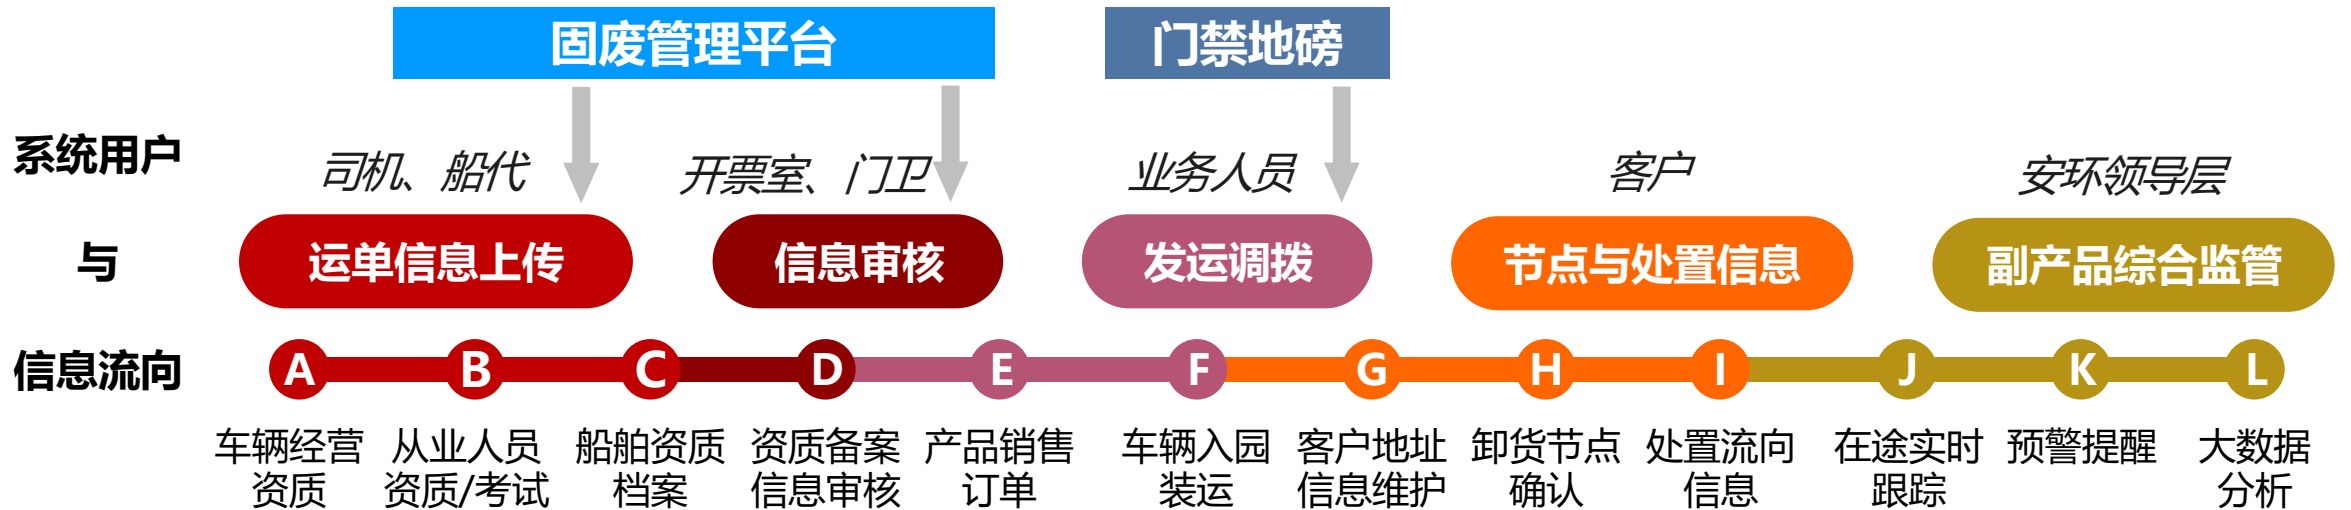 固废管理平台
门禁地磅
系统用户
司机、船代
开票室、门卫
业务人员
客户
安环领导层
与
运单信息上传
信息审核
发运调拨
节点与处置信息
副产品综合监管
信息流向
A
B
C
D
E
F
G
H
I
J
K
L
车辆经营
资质
从业人员
资质/考试
船舶资质
档案
资质备案
信息审核
产品销售
订单
车辆入园
装运
客户地址
信息维护
卸货节点
确认
处置流向
信息
在途实时
跟踪
预警提醒
大数据
分析